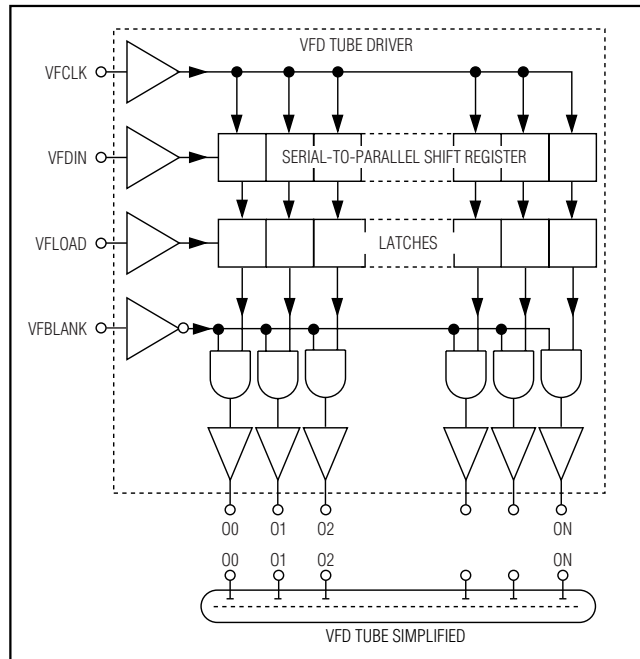 VFD TUBE DRIVER
VFCLK
VFDIN
SERIAL-TO-PARALLEL SHIFT REGISTER
VFLOAD
LATCHES
VFBLANK
O0 O1 O2 ON
O0 O1 O2 ON
VFD TUBE SIMPLIFIED